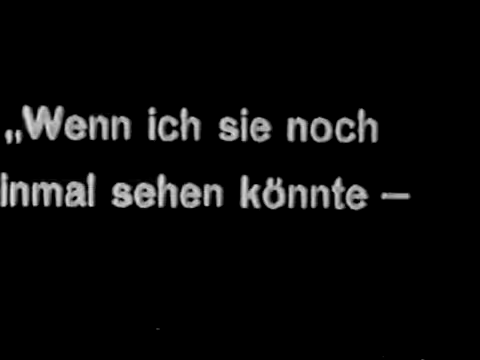 „Wenn ich sie noch
inmal sehen könnte –